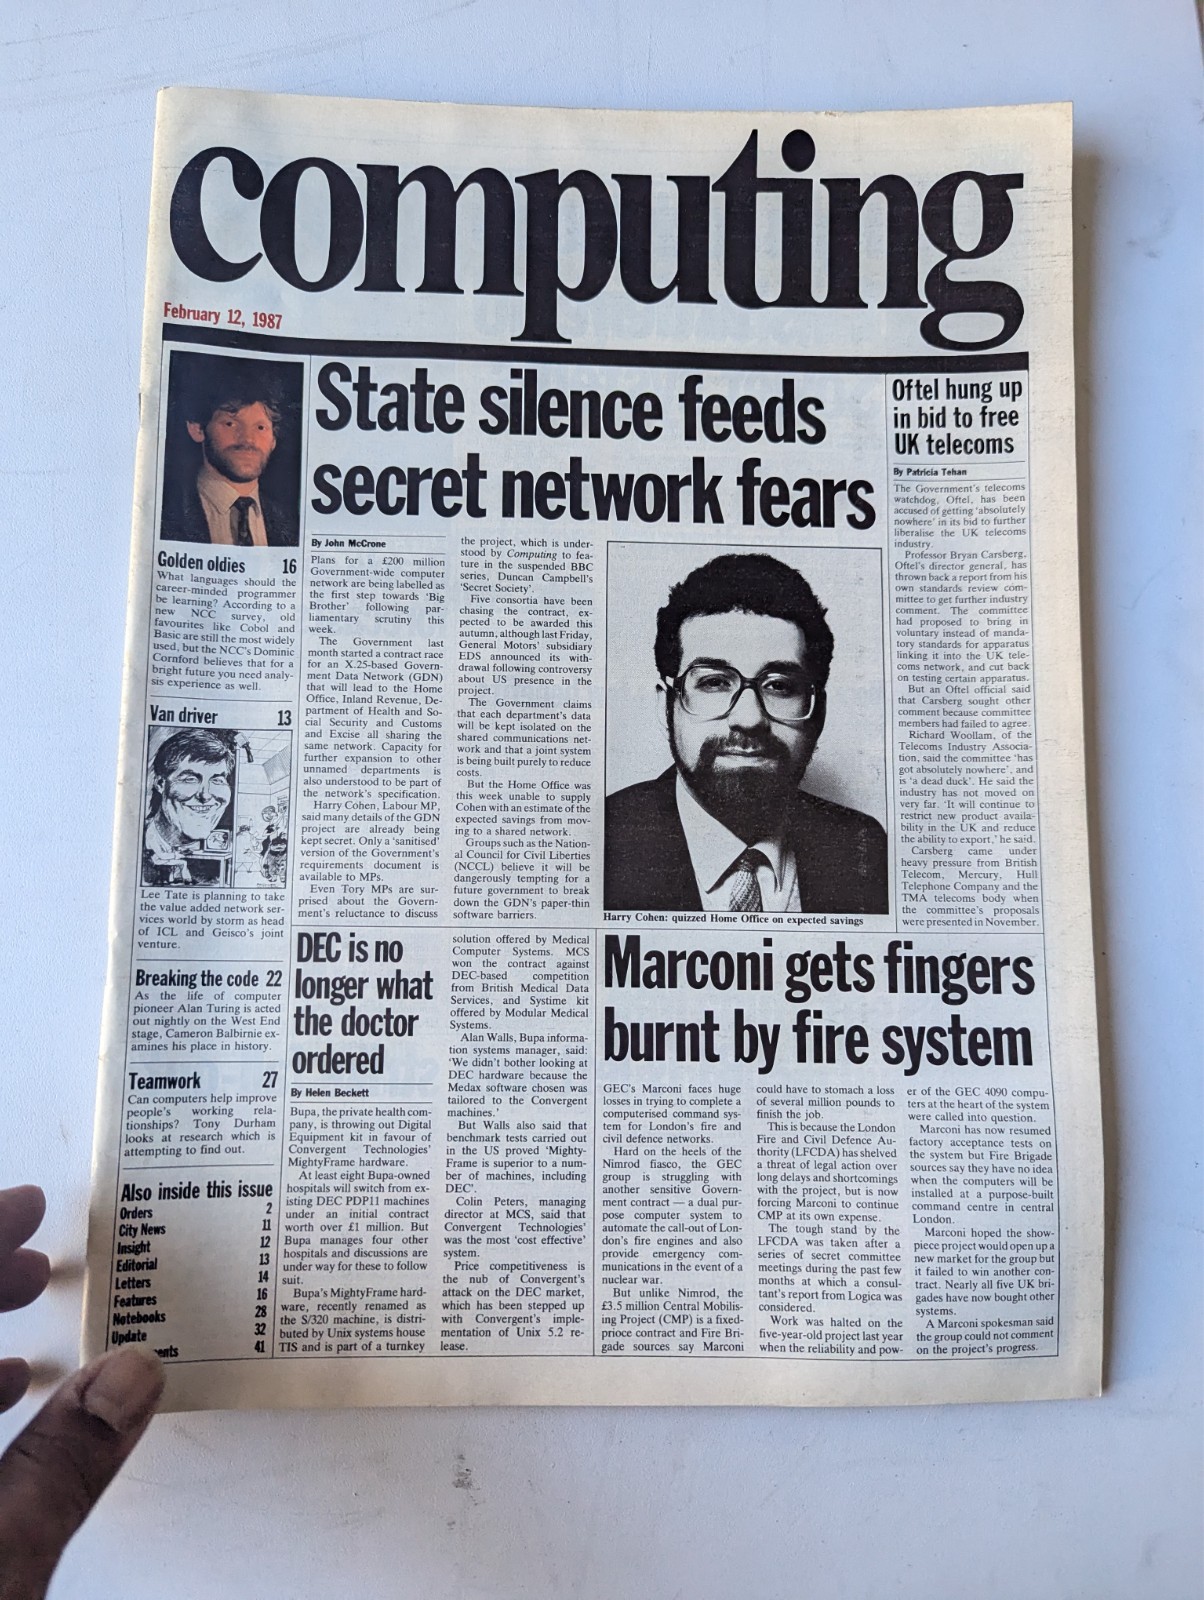 computing
February 12, 1987
Golden oldies 16
What languages should the
career-minded programmer
be learning? According to a
new NCC survey, old
favourites like Cobol and
Basic are still the most widely
used, but the NCC's Dominic
Cornford believes that for a
bright future you need analy-
sis experience as well.
Van driver 13
Lee Tate is planning to take
the value added network ser-
vices world by storm as head
of ICL and Geisco's joint
venture.
Breaking the code 22
As the life of computer
pioneer Alan Turing is acted
out nightly on the West End
stage, Cameron Balbirnie ex-
amines his place in history.
Teamwork 27
Can computers help improve
people's working rela-
tionships? Tony Durham
looks at research which is
attempting to find out.
Also inside this issue
Orders 2
City News 11
Insight 12
Editorial 13
Letters 14
Features 16
Notebooks 28
Update 32
ents 41
State silence feeds
secret network fears
By John McCrone
Plans for a £200 million
Government-wide computer
network are being labelled as
the first step towards 'Big
Brother' following par-
liamentary scrutiny this
week.
The Government last
month started a contract race
for an X.25-based Govern-
ment Data Network (GDN)
that will lead to the Home
Office, Inland Revenue, De-
partment of Health and So-
cial Security and Customs
and Excise all sharing the
same network. Capacity for
further expansion to other
unnamed departments is
also understood to be part of
the network's specification.
Harry Cohen, Labour MP,
said many details of the GDN
project are already being
kept secret. Only a 'sanitised'
version of the Government's
requirements document is
available to MPs.
Even Tory MPs are sur-
prised about the Govern-
ment's reluctance to discuss
the project, which is under-
stood by Computing to fea-
ture in the suspended BBC
series, Duncan Campbell's
'Secret Society'.
Five consortia have been
chasing the contract, ex-
pected to be awarded this
autumn, although last Friday,
General Motors' subsidiary
EDS announced its with-
drawal following controversy
about US presence in the
project.
The Government claims
that each department's data
will be kept isolated on the
shared communications net-
work and that a joint system
is being built purely to reduce
costs.
But the Home Office was
this week unable to supply
Cohen with an estimate of the
expected savings from mov-
ing to a shared network.
Groups such as the Nation-
al Council for Civil Liberties
(NCCL) believe it will be
dangerously tempting for a
future government to break
down the GDN's paper-thin
software barriers.
Harry Cohen: quizzed Home Office on expected savings
Oftel hung up
in bid to free
UK telecoms
By Patricia Tehan
The Government's telecoms
watchdog, Oftel, has been
accused of getting 'absolutely
nowhere' in its bid to further
liberalise the UK telecoms
industry.
Professor Bryan Carsberg,
Oftel's director general, has
thrown back a report from his
own standards review com-
mittee to get further industry
comment. The committee
had proposed to bring in
voluntary instead of manda-
tory standards for apparatus
linking it into the UK tele-
coms network, and cut back
on testing certain apparatus.
But an Oftel official said
that Carsberg sought other
comment because committee
members had failed to agree.
Richard Woollam, of the
Telecoms Industry Associa-
tion, said the committee 'has
got absolutely nowhere', and
is 'a dead duck'. He said the
industry has not moved on
very far. 'It will continue to
restrict new product availa-
bility in the UK and reduce
the ability to export,' he said.
Carsberg came under
heavy pressure from British
Telecom, Mercury, Hull
Telephone Company and the
TMA telecoms body when
the committee's proposals
were presented in November.
DEC is no
longer what
the doctor
ordered
By Helen Beckett
Bupa, the private health com-
pany, is throwing out Digital
Equipment kit in favour of
Convergent Technologies'
MightyFrame hardware.
At least eight Bupa-owned
hospitals will switch from ex-
isting DEC PDP11 machines
under an initial contract
worth over £1 million. But
Bupa manages four other
hospitals and discussions are
under way for these to follow
suit.
Bupa's MightyFrame hard-
ware, recently renamed as
the S/320 machine, is distri-
buted by Unix systems house
TIS and is part of a turnkey
solution offered by Medical
Computer Systems. MCS
won the contract against
DEC-based competition
from British Medical Data
Services, and Systime kit
offered by Modular Medical
Systems.
Alan Walls, Bupa informa-
tion systems manager, said:
'We didn't bother looking at
DEC hardware because the
Medax software chosen was
tailored to the Convergent
machines.'
But Walls also said that
benchmark tests carried out
in the US proved 'Mighty-
Frame is superior to a num-
ber of machines, including
DEC'.
Colin Peters, managing
director at MCS, said that
Convergent Technologies'
was the most 'cost effective'
system.
Price competitiveness is
the nub of Convergent's
attack on the DEC market,
which has been stepped up
with Convergent's imple-
mentation of Unix 5.2 re-
lease.
Marconi gets fingers
burnt by fire system
GEC's Marconi faces huge
losses in trying to complete a
computerised command sys-
tem for London's fire and
civil defence networks.
Hard on the heels of the
Nimrod fiasco, the GEC
group is struggling with
another sensitive Govern-
ment contract — a dual pur-
pose computer system to
automate the call-out of Lon-
don's fire engines and also
provide emergency com-
munications in the event of a
nuclear war.
But unlike Nimrod, the
£3.5 million Central Mobilis-
ing Project (CMP) is a fixed-
prioce contract and Fire Bri-
gade sources say Marconi
could have to stomach a loss
of several million pounds to
finish the job.
This is because the London
Fire and Civil Defence Au-
thority (LFCDA) has shelved
a threat of legal action over
long delays and shortcomings
with the project, but is now
forcing Marconi to continue
CMP at its own expense.
The tough stand by the
LFCDA was taken after a
series of secret committee
meetings during the past few
months at which a consul-
tant's report from Logica was
considered.
Work was halted on the
five-year-old project last year
when the reliability and pow-
er of the GEC 4090 compu-
ters at the heart of the system
were called into question.
Marconi has now resumed
factory acceptance tests on
the system but Fire Brigade
sources say they have no idea
when the computers will be
installed at a purpose-built
command centre in central
London.
Marconi hoped the show-
piece project would open up a
new market for the group but
it failed to win another con-
tract. Nearly all five UK bri-
gades have now bought other
systems.
A Marconi spokesman said
the group could not comment
on the project's progress.